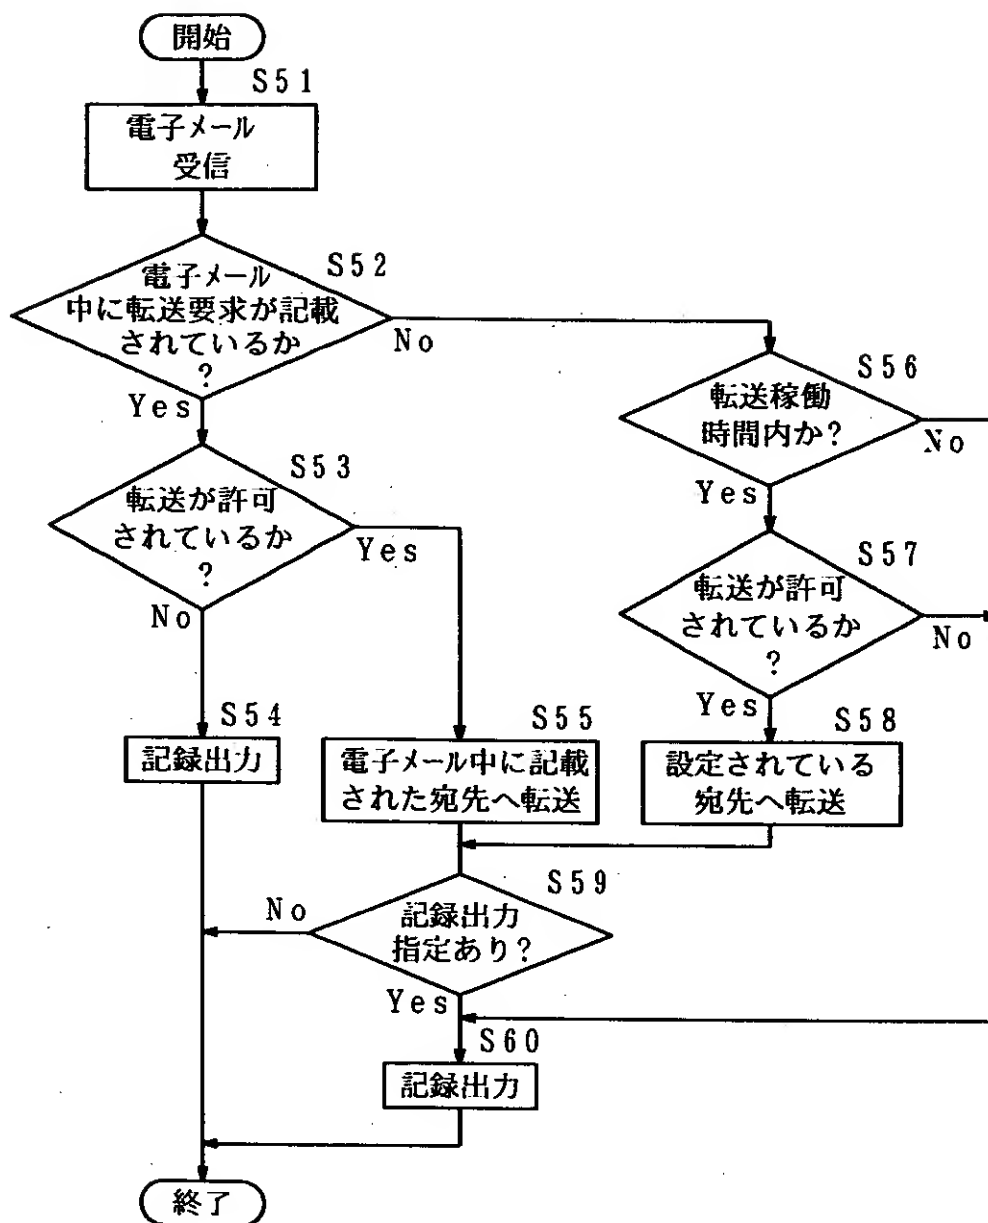 開始
S51
電子メール
受信
S52
電子メール
中に転送要求が記載
されているか
?
No
Yes
S56
転送稼働
時間内か?
No
Yes
S53
転送が許可
されているか
?
Yes
No
S57
転送が許可
されているか
?
No
Yes
S54
記録出力
S55
電子メール中に記載
された宛先へ転送
S58
設定されている
宛先へ転送
S59
記録出力
指定あり?
No
Yes
S60
記録出力
終了